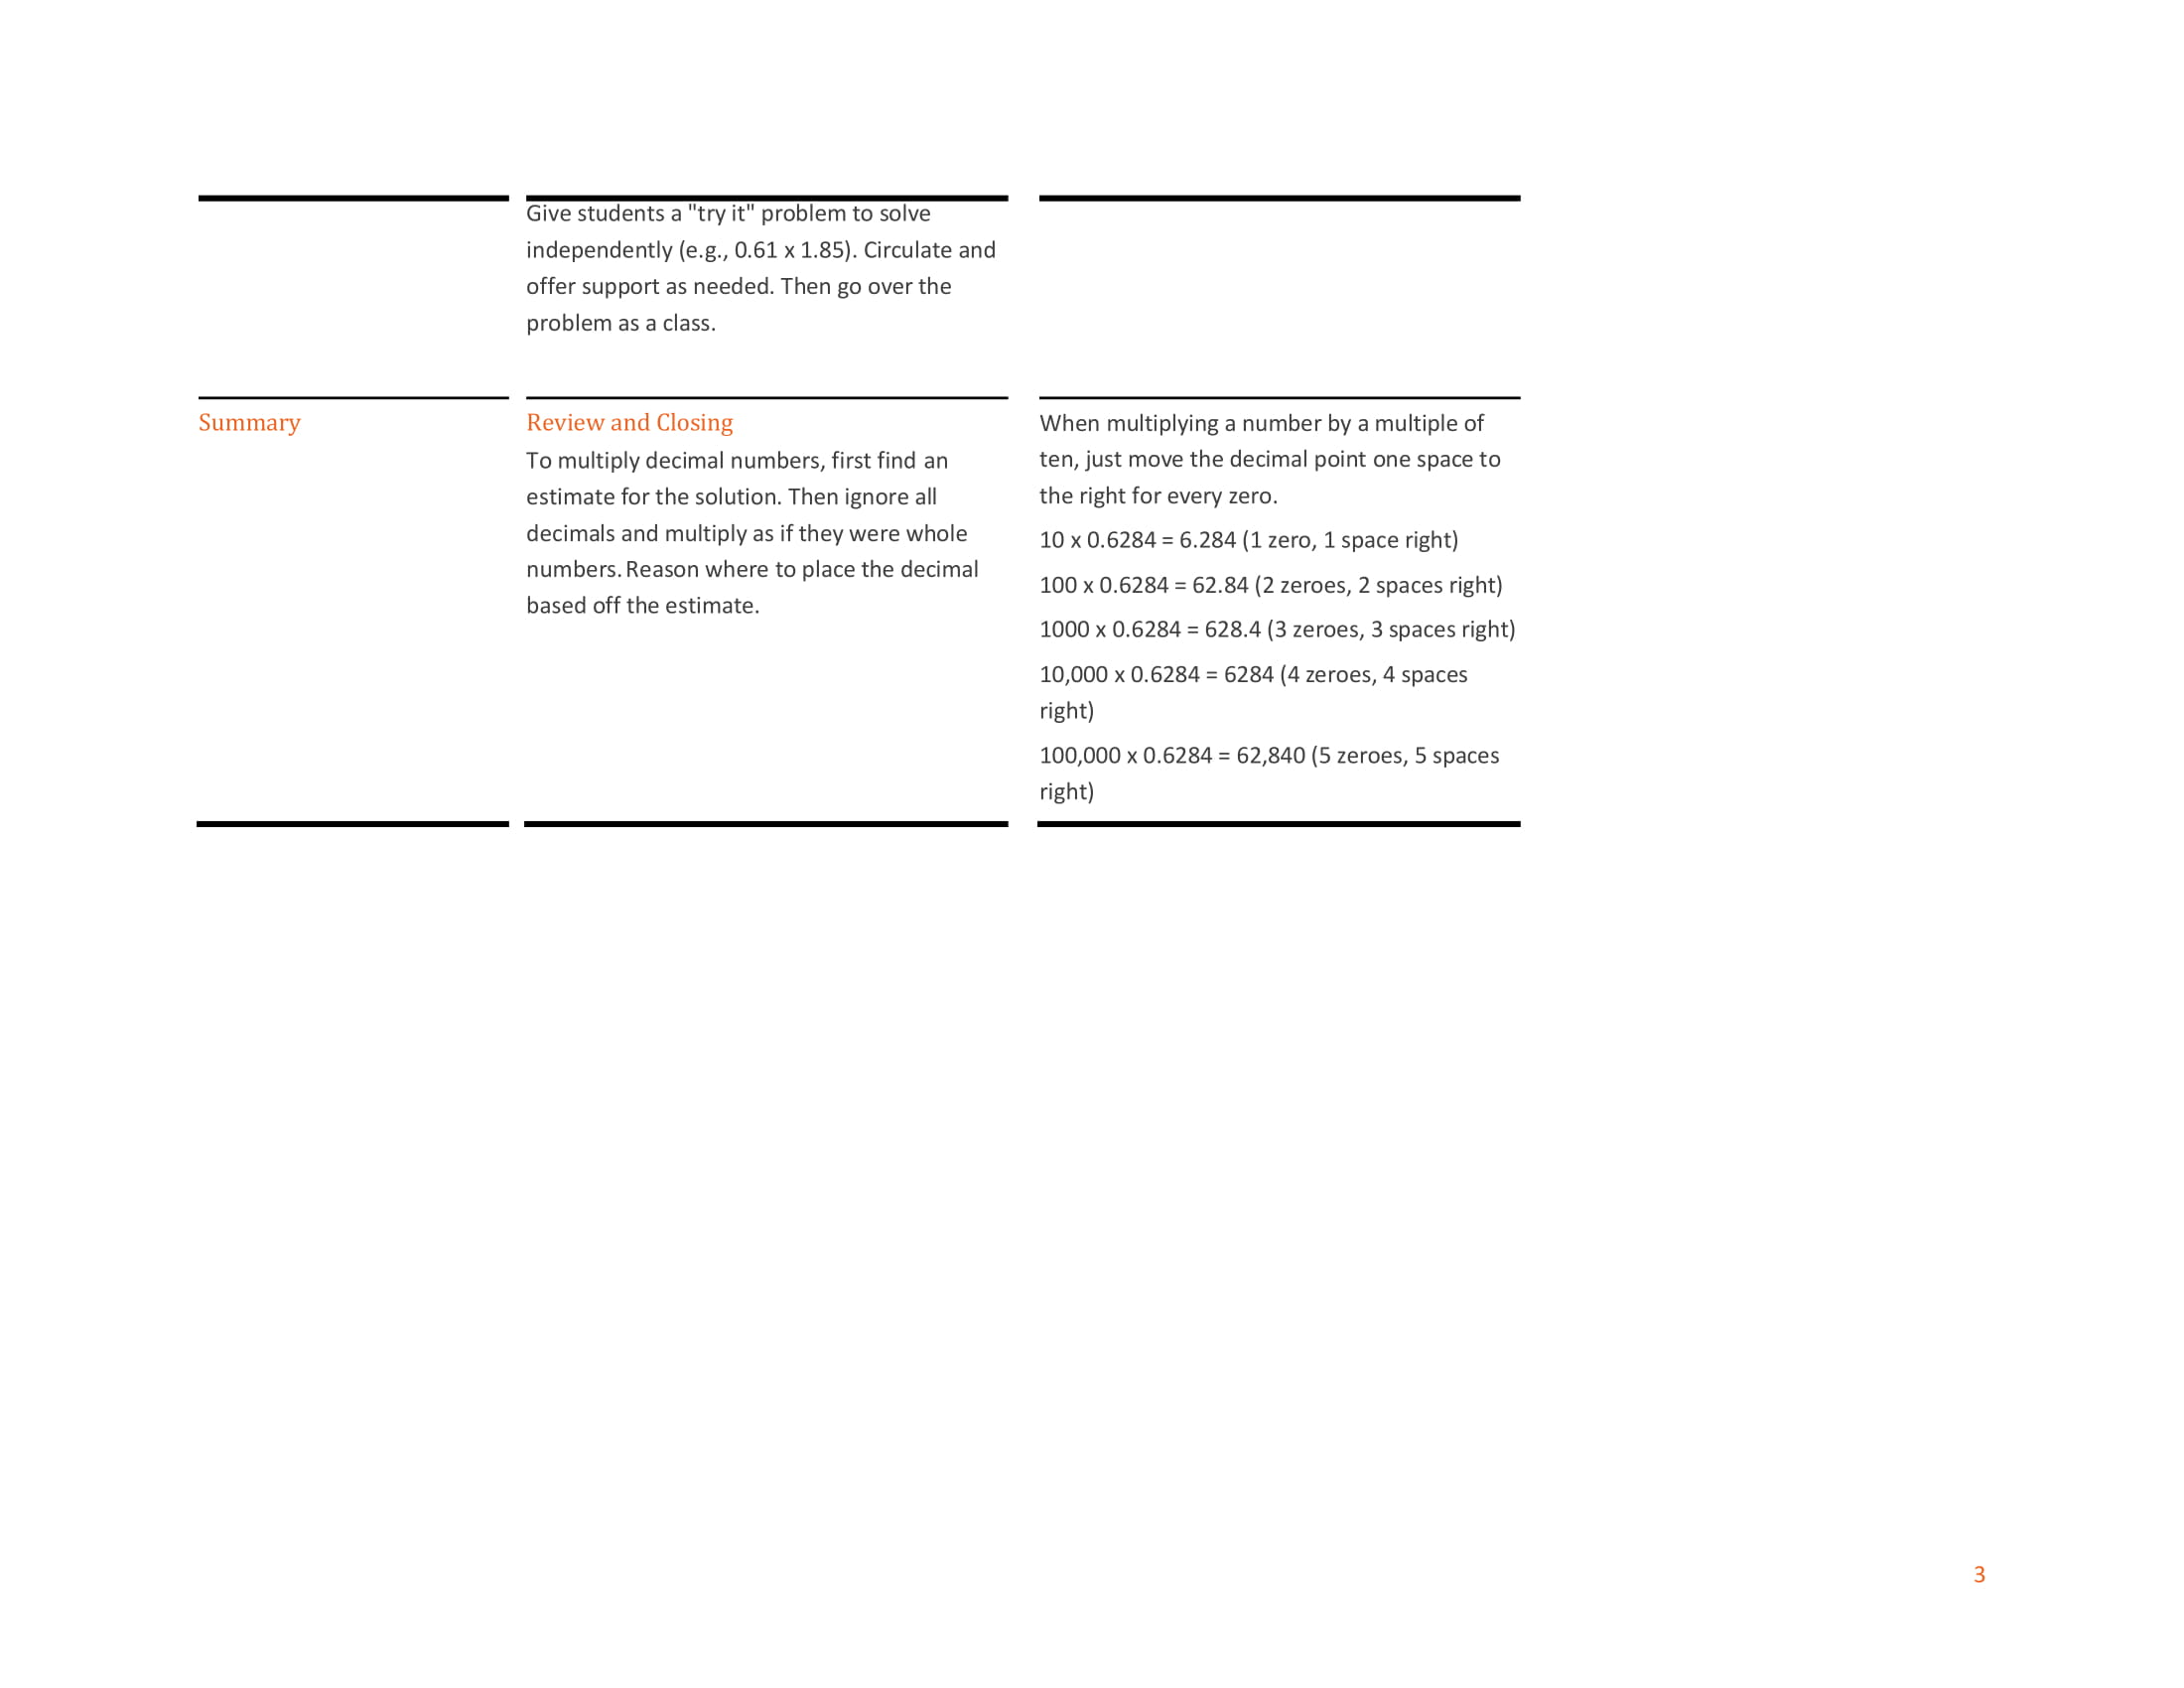 Give students a "try it" problem to solve
independently (e.g., 0.61 x 1.85). Circulate and
offer support as needed. Then go over the
problem as a class.
Summary
Review and Closing
To multiply decimal numbers, first find an
estimate for the solution. Then ignore all
decimals and multiply as if they were whole
numbers. Reason where to place the decimal
based off the estimate.
When multiplying a number by a multiple of
ten, just move the decimal point one space to
the right for every zero.
10 x 0.6284 = 6.284 (1 zero, 1 space right)
100 x 0.6284 = 62.84 (2 zeroes, 2 spaces right)
1000 x 0.6284 = 628.4 (3 zeroes, 3 spaces right)
10,000 x 0.6284 = 6284 (4 zeroes, 4 spaces
right)
100,000 x 0.6284 = 62,840 (5 zeroes, 5 spaces
right)
3